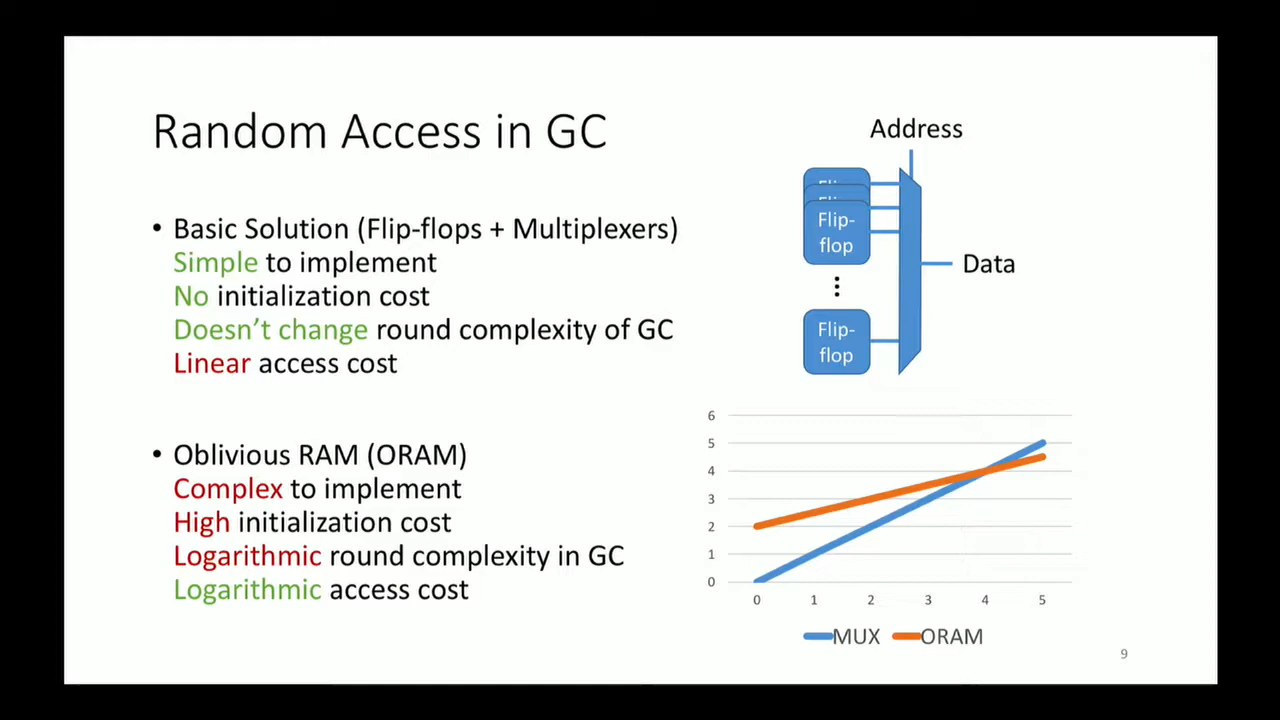 Random Access in GC
• Basic Solution (Flip-flops + Multiplexers)
Simple to implement
No initialization cost
Doesn't change round complexity of GC
Linear access cost
• Oblivious RAM (ORAM)
Complex to implement
High initialization cost
Logarithmic round complexity in GC
Logarithmic access cost
Address
Flip-
flop
Data
Flip-
flop
6
5
4
3
2
1
0
0 1 2 3 4 5
MUX ORAM
9